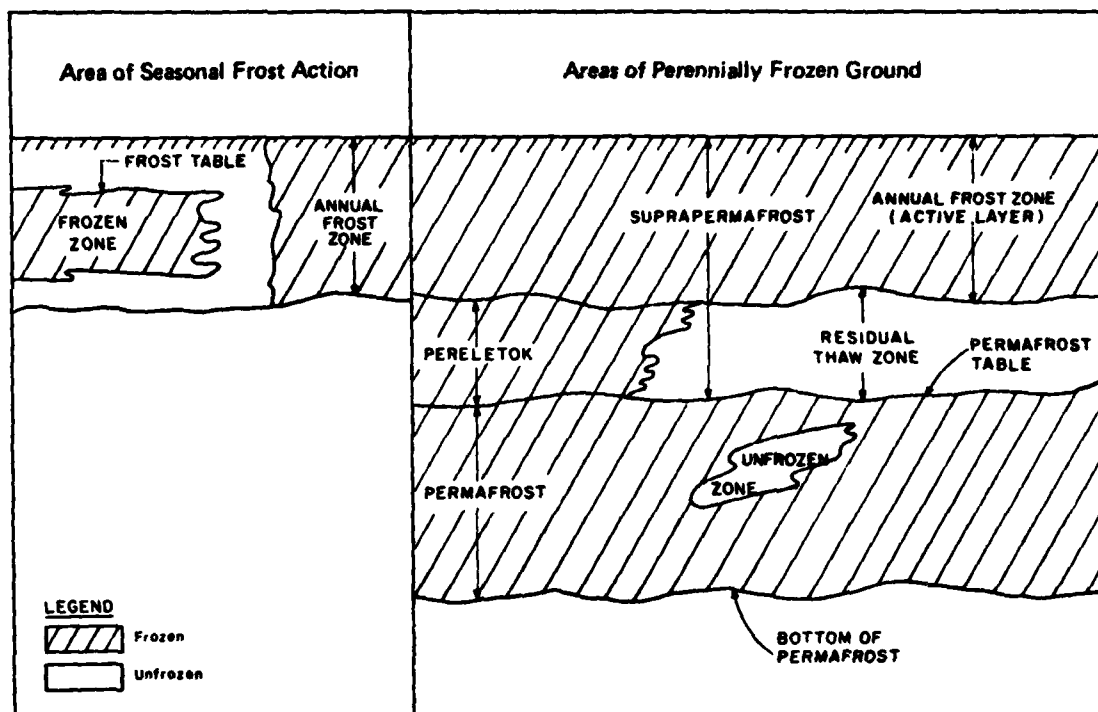 Area of Seasonal Frost Action
Areas of Perennially Frozen Ground
FROST TABLE
FROZEN
ZONE
ANNUAL
FROST
ZONE
SUPRAPERMAFROST
ANNUAL FROST ZONE
(ACTIVE LAYER)
PERELETOK
RESIDUAL
THAW ZONE
PERMAFROST
TABLE
PERMAFROST
UNFROZEN
ZONE
BOTTOM OF
PERMAFROST
LEGEND
Frozen
Unfrozen